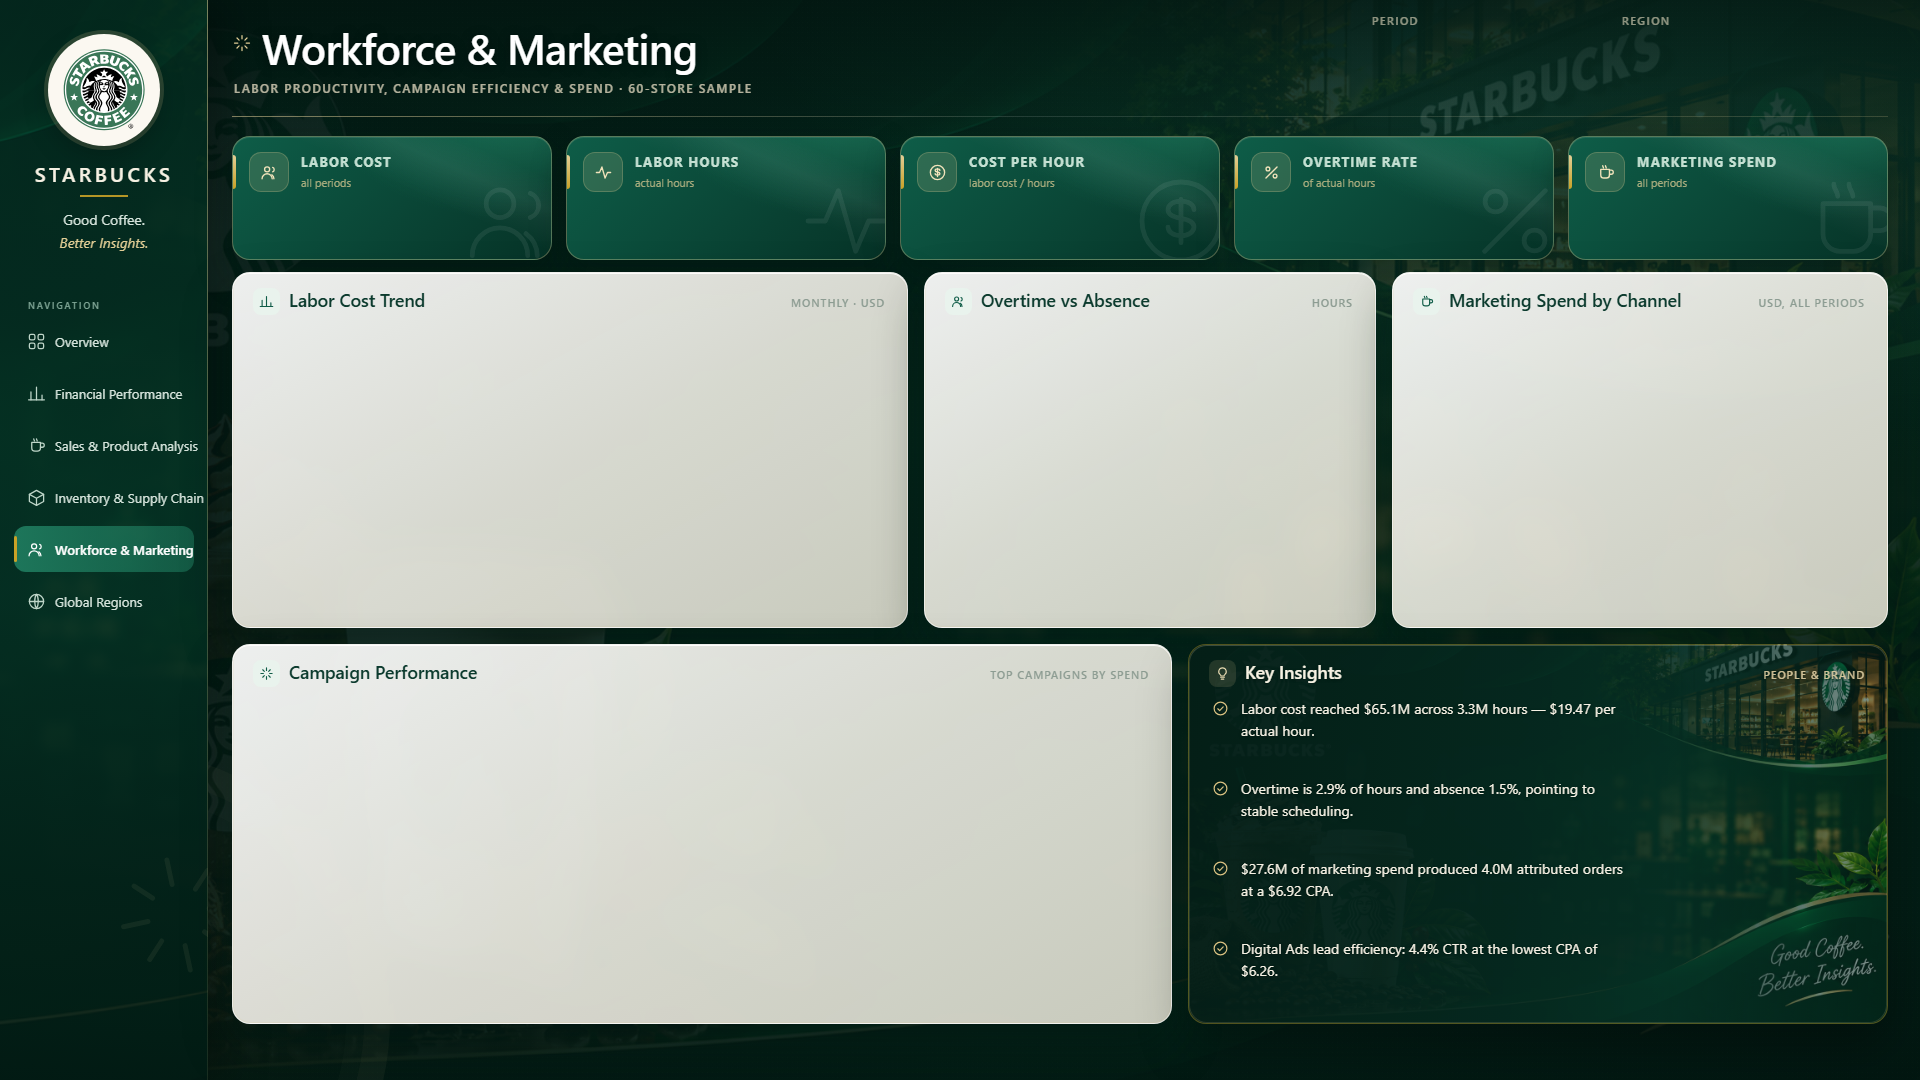 STARBUCKS
COFFEE
®
STARBUCKS
Good Coffee.
Better Insights.
NAVIGATION
Overview
Financial Performance
Sales & Product Analysis
Inventory & Supply Chain
Workforce & Marketing
Global Regions
Workforce & Marketing
LABOR PRODUCTIVITY, CAMPAIGN EFFICIENCY & SPEND · 60-STORE SAMPLE
PERIOD
REGION
STARBUCKS
LABOR COST
all periods
LABOR HOURS
actual hours
COST PER HOUR
labor cost / hours
OVERTIME RATE
of actual hours
MARKETING SPEND
all periods
Labor Cost Trend
MONTHLY · USD
Overtime vs Absence
HOURS
Marketing Spend by Channel
USD, ALL PERIODS
Campaign Performance
TOP CAMPAIGNS BY SPEND
Key Insights
PEOPLE & BRAND
STARBUCKS
Labor cost reached $65.1M across 3.3M hours — $19.47 per
actual hour.
STARBUCKS
Overtime is 2.9% of hours and absence 1.5%, pointing to
stable scheduling.
$27.6M of marketing spend produced 4.0M attributed orders
at a $6.92 CPA.
Digital Ads lead efficiency: 4.4% CTR at the lowest CPA of
$6.26.
Good Coffee.
Better Insights.